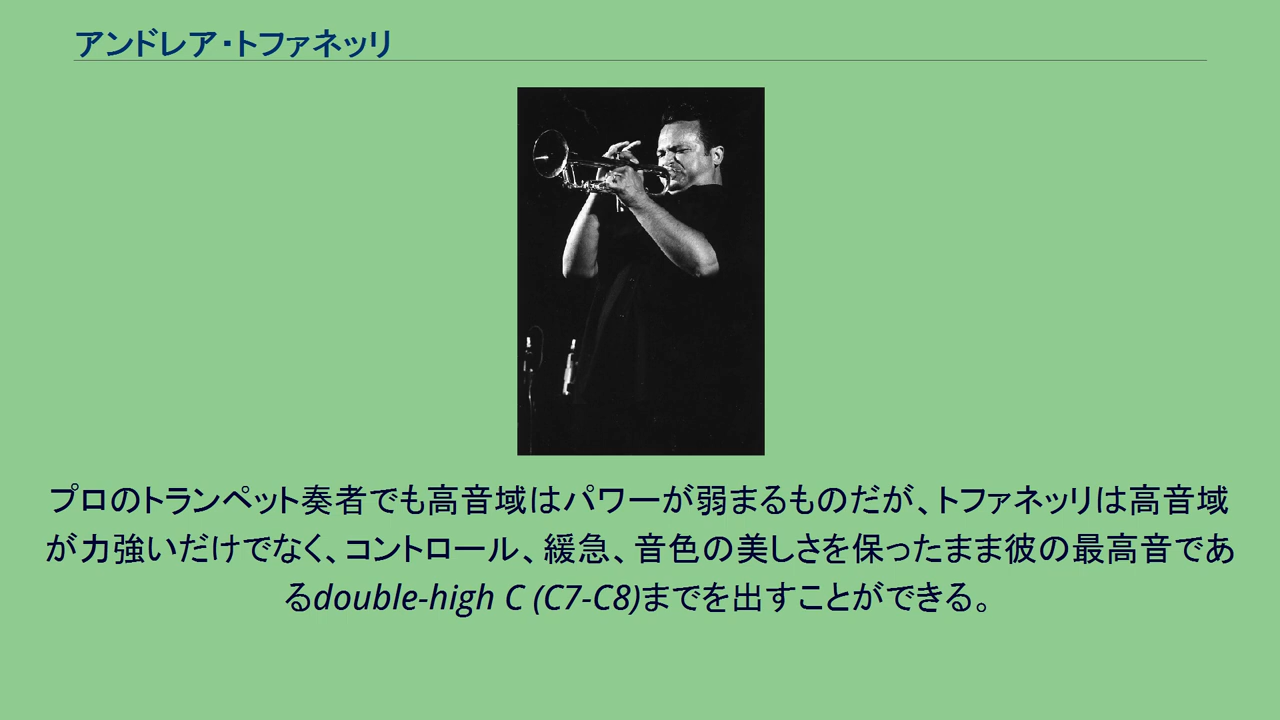 アンドレア・トファネッリ
プロのトランペット奏者でも高音域はパワーが弱まるものだが、トファネッリは高音域
が力強いだけでなく、コントロール、緩急、音色の美しさを保ったまま彼の最高音であ
るdouble-high C (C7-C8)までを出すことができる。